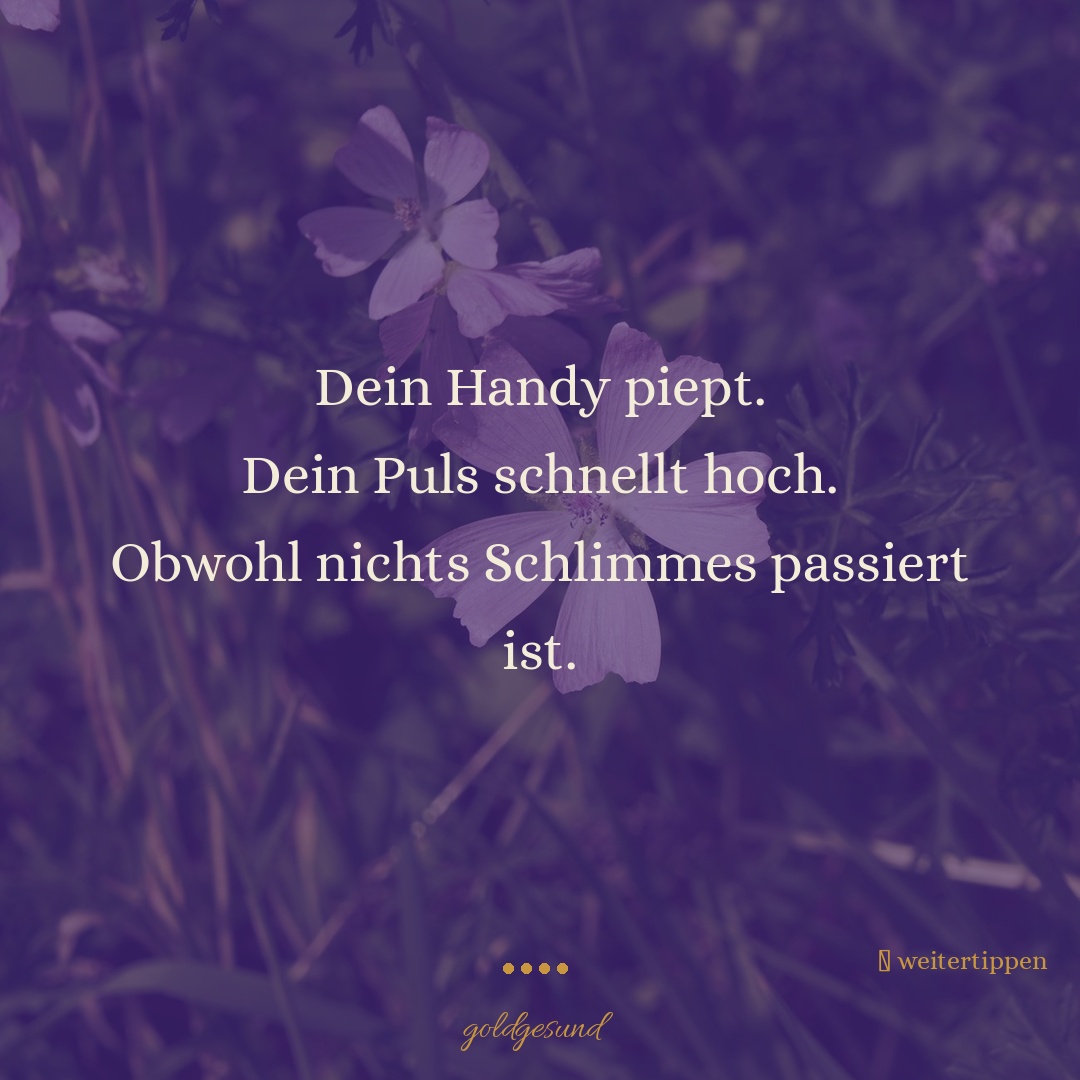 Dein Handy piept.
Dein Puls schnellt hoch.
Obwohl nichts Schlimmes passiert
ist.
weitertippen
goldgesund